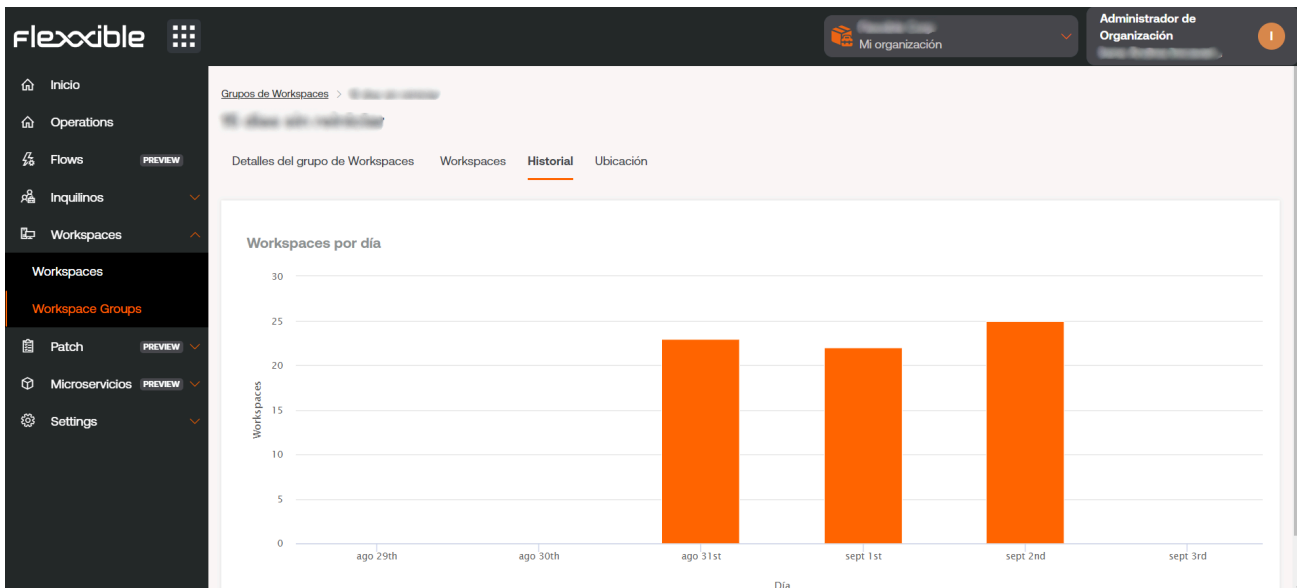 Flexxible
Mi organización
Administrador de
Organización
I
Inicio
Operations
Flows PREVIEW
Inquilinos
Workspaces
Workspaces
Workspace Groups
Patch PREVIEW
Microservicios PREVIEW
Settings
Grupos de Workspaces >
Detalles del grupo de Workspaces Workspaces Historial Ubicación
Workspaces por día
30
25
20
15
10
5
0
Workspaces
ago 29th ago 30th ago 31st sept 1st sept 2nd sept 3rd
Día